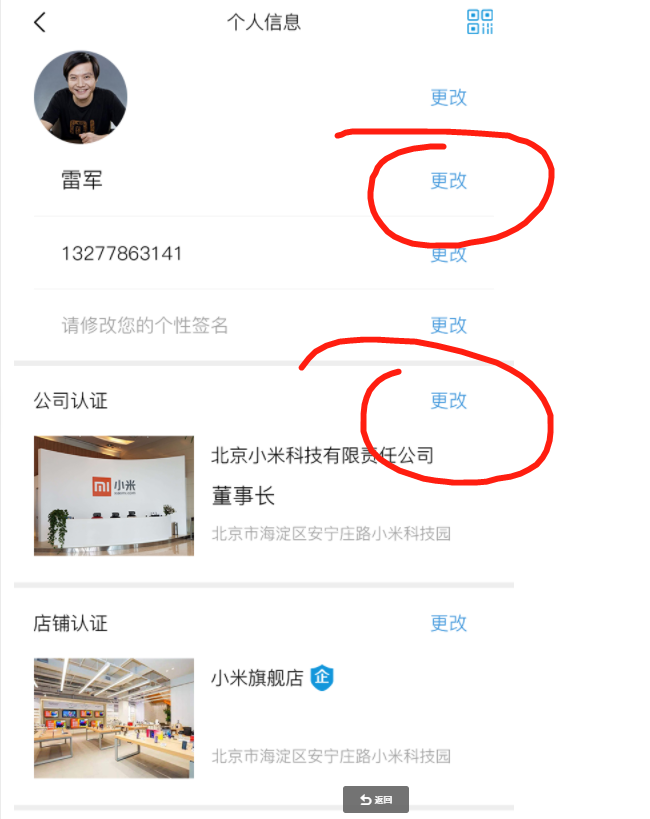 个人信息
更改
雷军
更改
13277863141
更改
请修改您的个性签名
更改
公司认证
更改
小米
北京小米科技有限责任公司
董事长
北京市海淀区安宁庄路小米科技园
店铺认证
更改
小米旗舰店 企
北京市海淀区安宁庄路小米科技园
返回